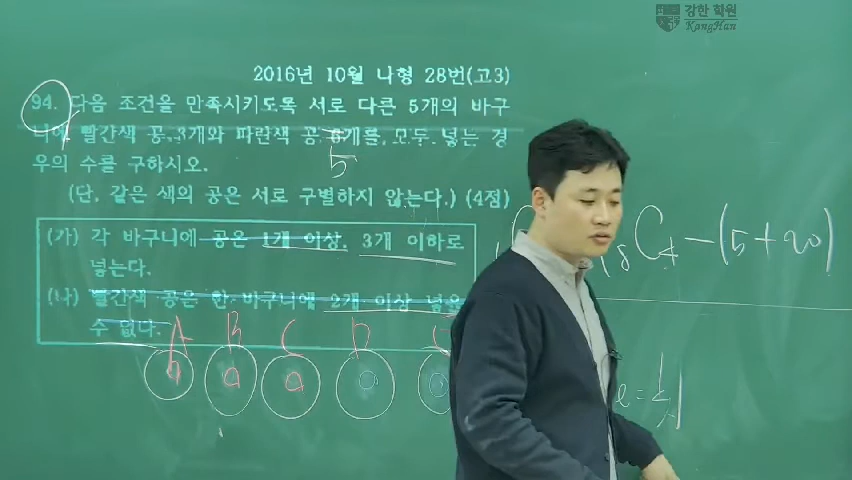 강한 학원
KangHan
2016년 10월 나형 28번(고3)
94. 다음 조건을 만족시키도록 서로 다른 5개의 바구
니에 빨간색 공 3개와 파란색 공 6개를 모두 넣는 경
5
우의 수를 구하시오.
(단, 같은 색의 공은 서로 구별하지 않는다.) (4점)
(가) 각 바구니에 공은 1개 이상, 3개 이하로
넣는다.
(나) 빨간색 공은 한 바구니에 2개 이상 넣을
수 없다.
A B C D
C - (5 + 20)